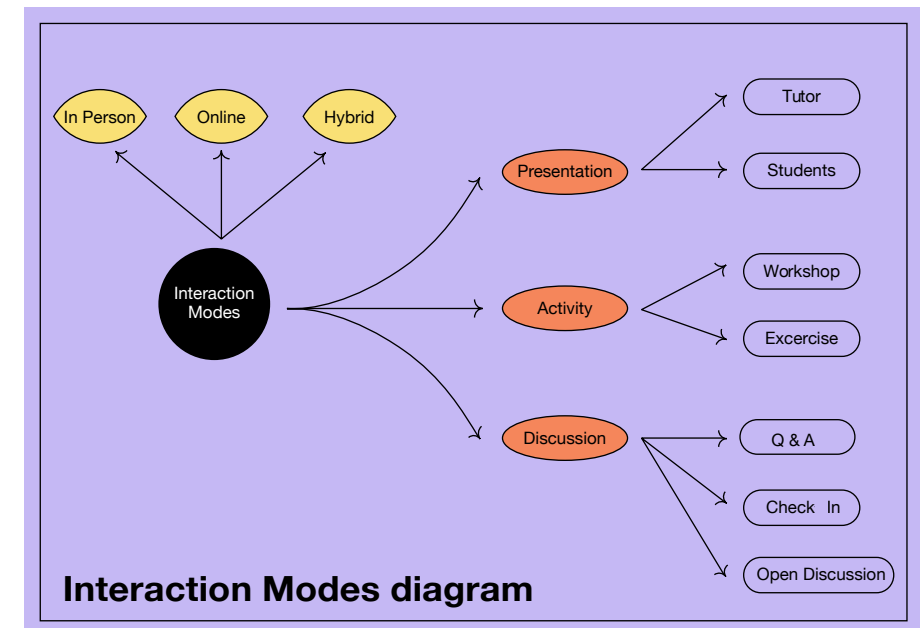 In Person
Online
Hybrid
Interaction
Modes
Presentation
Tutor
Students
Activity
Workshop
Excercise
Discussion
Q & A
Check In
Open Discussion
Interaction Modes diagram